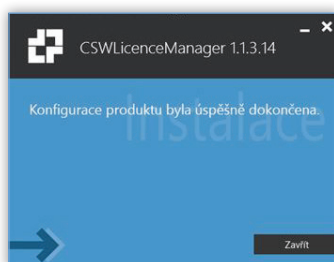 CSWLicenceManager 1.1.3.14
Konfigurace produktu byla úspěšně dokončena.
Instalace
Zavřít